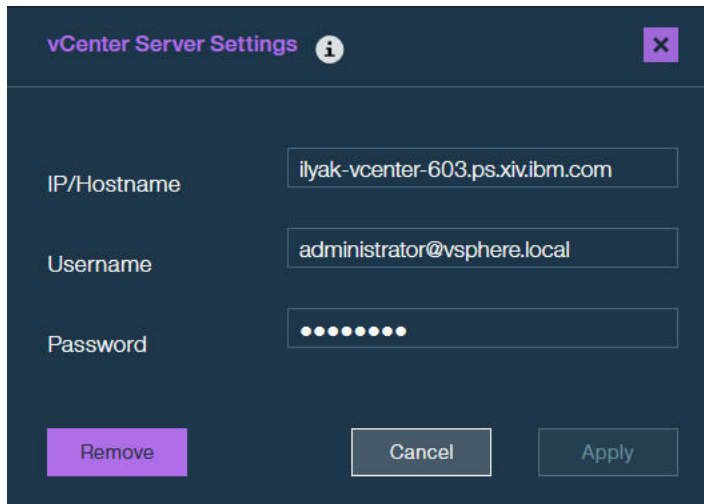 vCenter Server Settings i
×
IP/Hostname
ilyak-vcenter-603.ps.xiv.ibm.com
Username
administrator@vsphere.local
Password
●●●●●●●●
Remove
Cancel
Apply